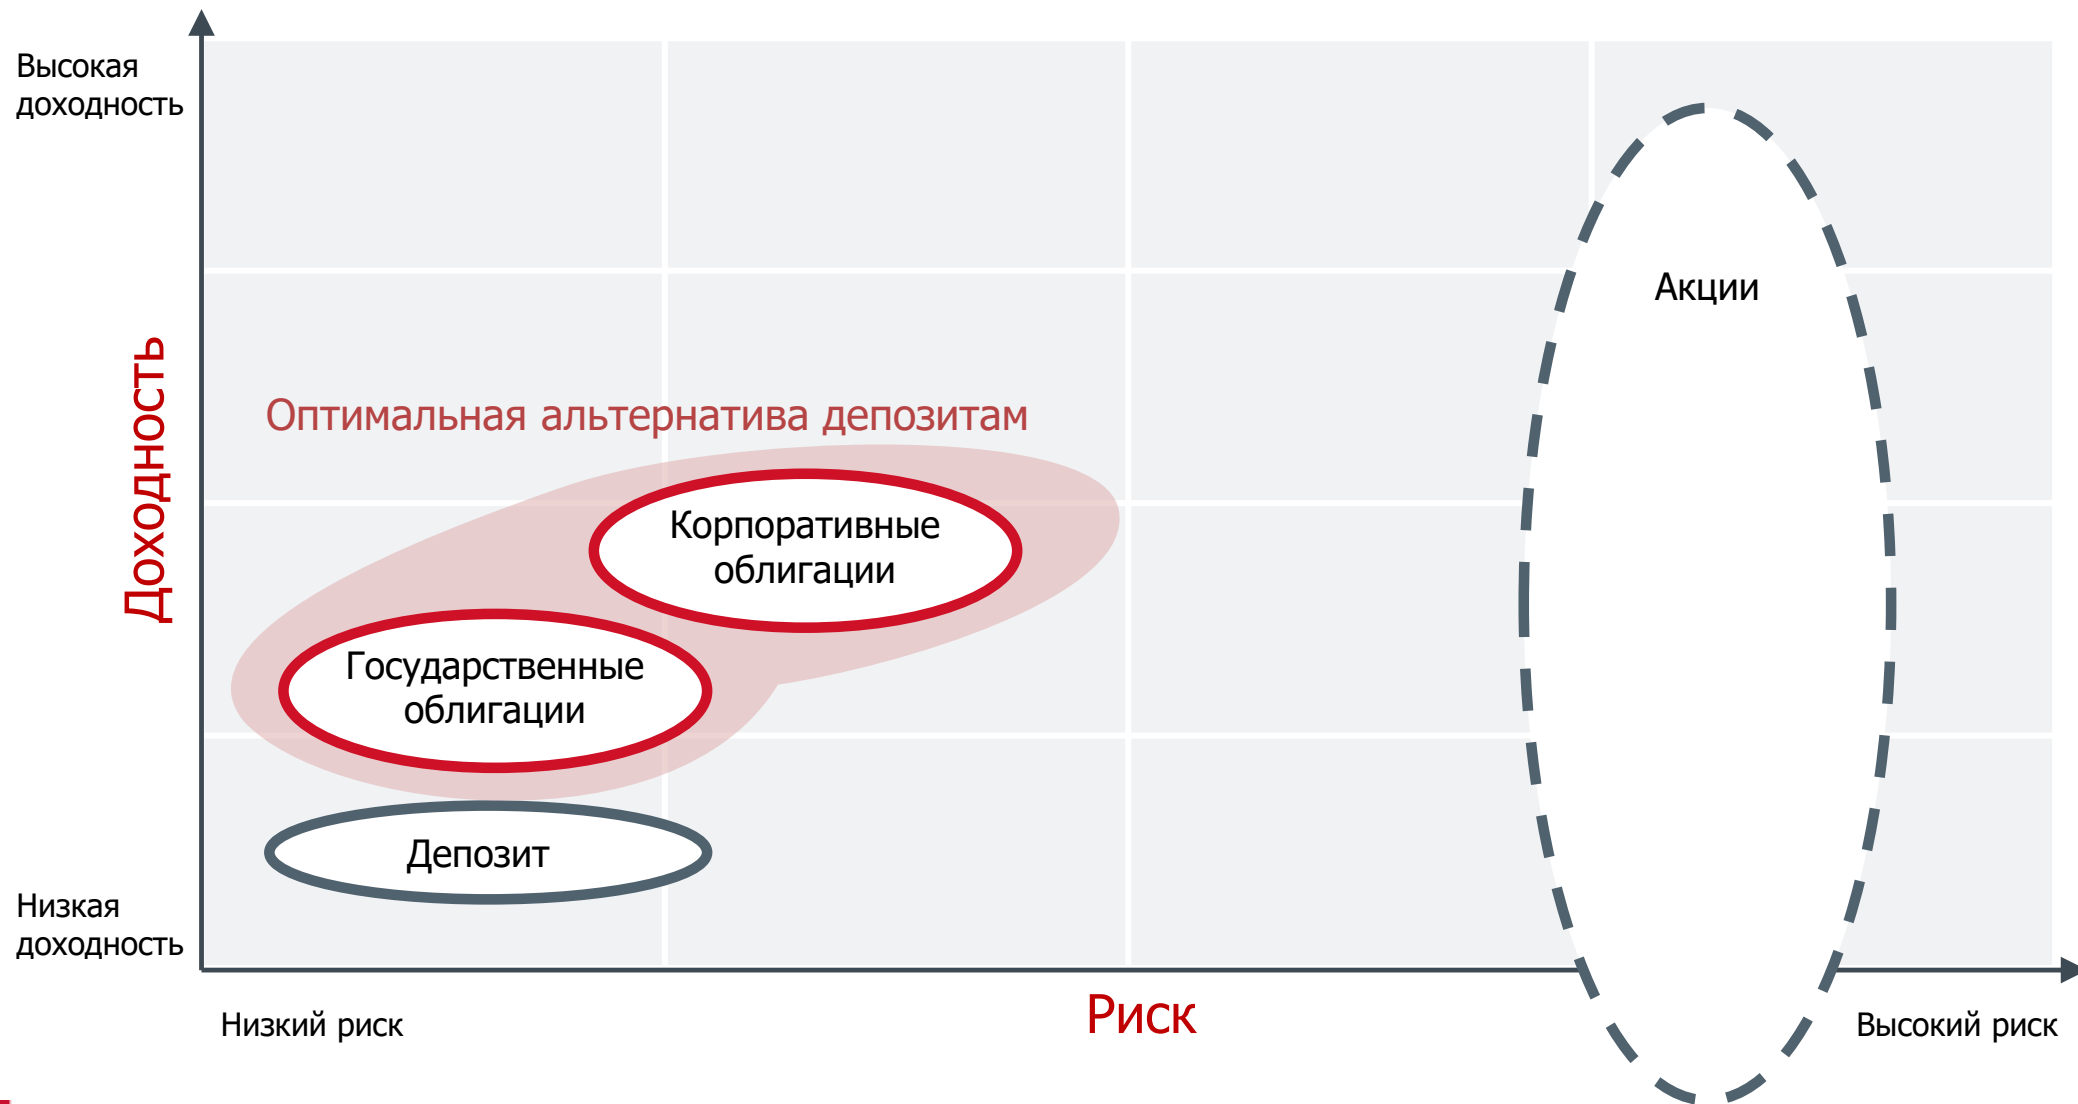 Высокая
доходность
Доходность
Оптимальная альтернатива депозитам
Акции
Корпоративные
облигации
Государственные
облигации
Депозит
Низкая
доходность
Низкий риск
Риск
Высокий риск